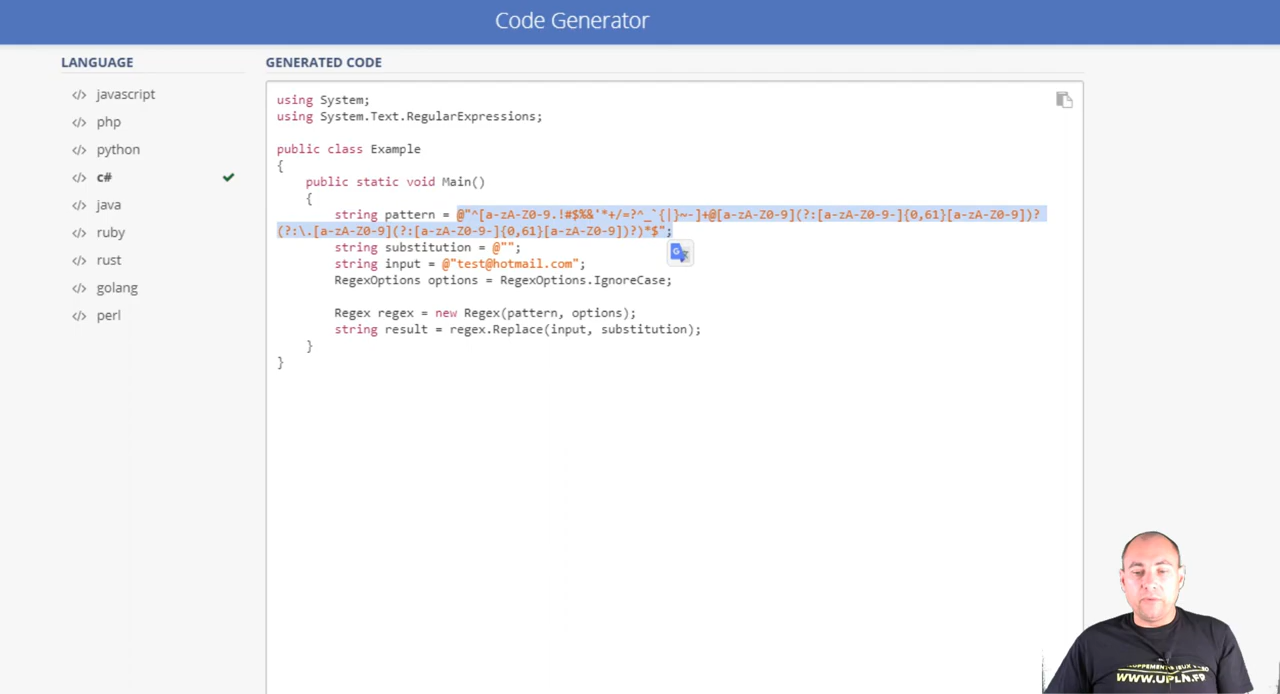 Code Generator
LANGUAGE
GENERATED CODE
javascript
php
python
c#
java
ruby
rust
golang
perl
using System;
using System.Text.RegularExpressions;
public class Example
{
public static void Main()
{
string pattern = @"^[a-zA-Z0-9.!#$%&'*+/=?^_`{|}~-]+@[a-zA-Z0-9](?:[a-zA-Z0-9-]{0,61}[a-zA-Z0-9])?
(?:\.[a-zA-Z0-9](?:[a-zA-Z0-9-]{0,61}[a-zA-Z0-9])?)*$";
string substitution = @"";
string input = @"test@hotmail.com";
RegexOptions options = RegexOptions.IgnoreCase;
Regex regex = new Regex(pattern, options);
string result = regex.Replace(input, substitution);
}
}
WWW.UPLN.FR